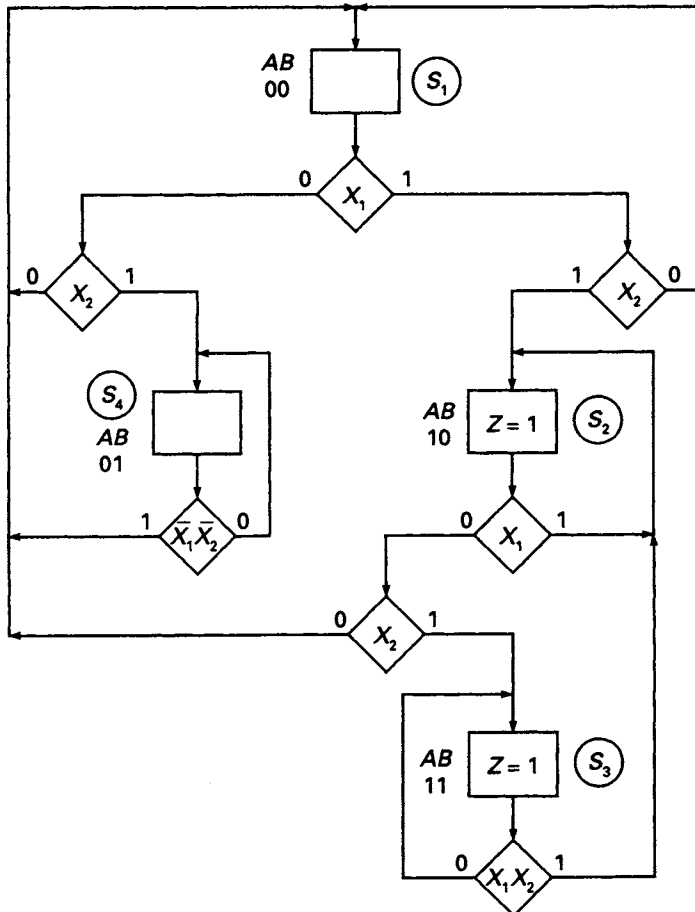 AB
00
S₁
0 X₁ 1
0 X₂ 1
1 X₂ 0
S₄
AB
01
AB
10
Z = 1
S₂
1 X̅₁X̅₂ 0
0 X₁ 1
0 X₂ 1
AB
11
Z = 1
S₃
0 X₁X₂ 1